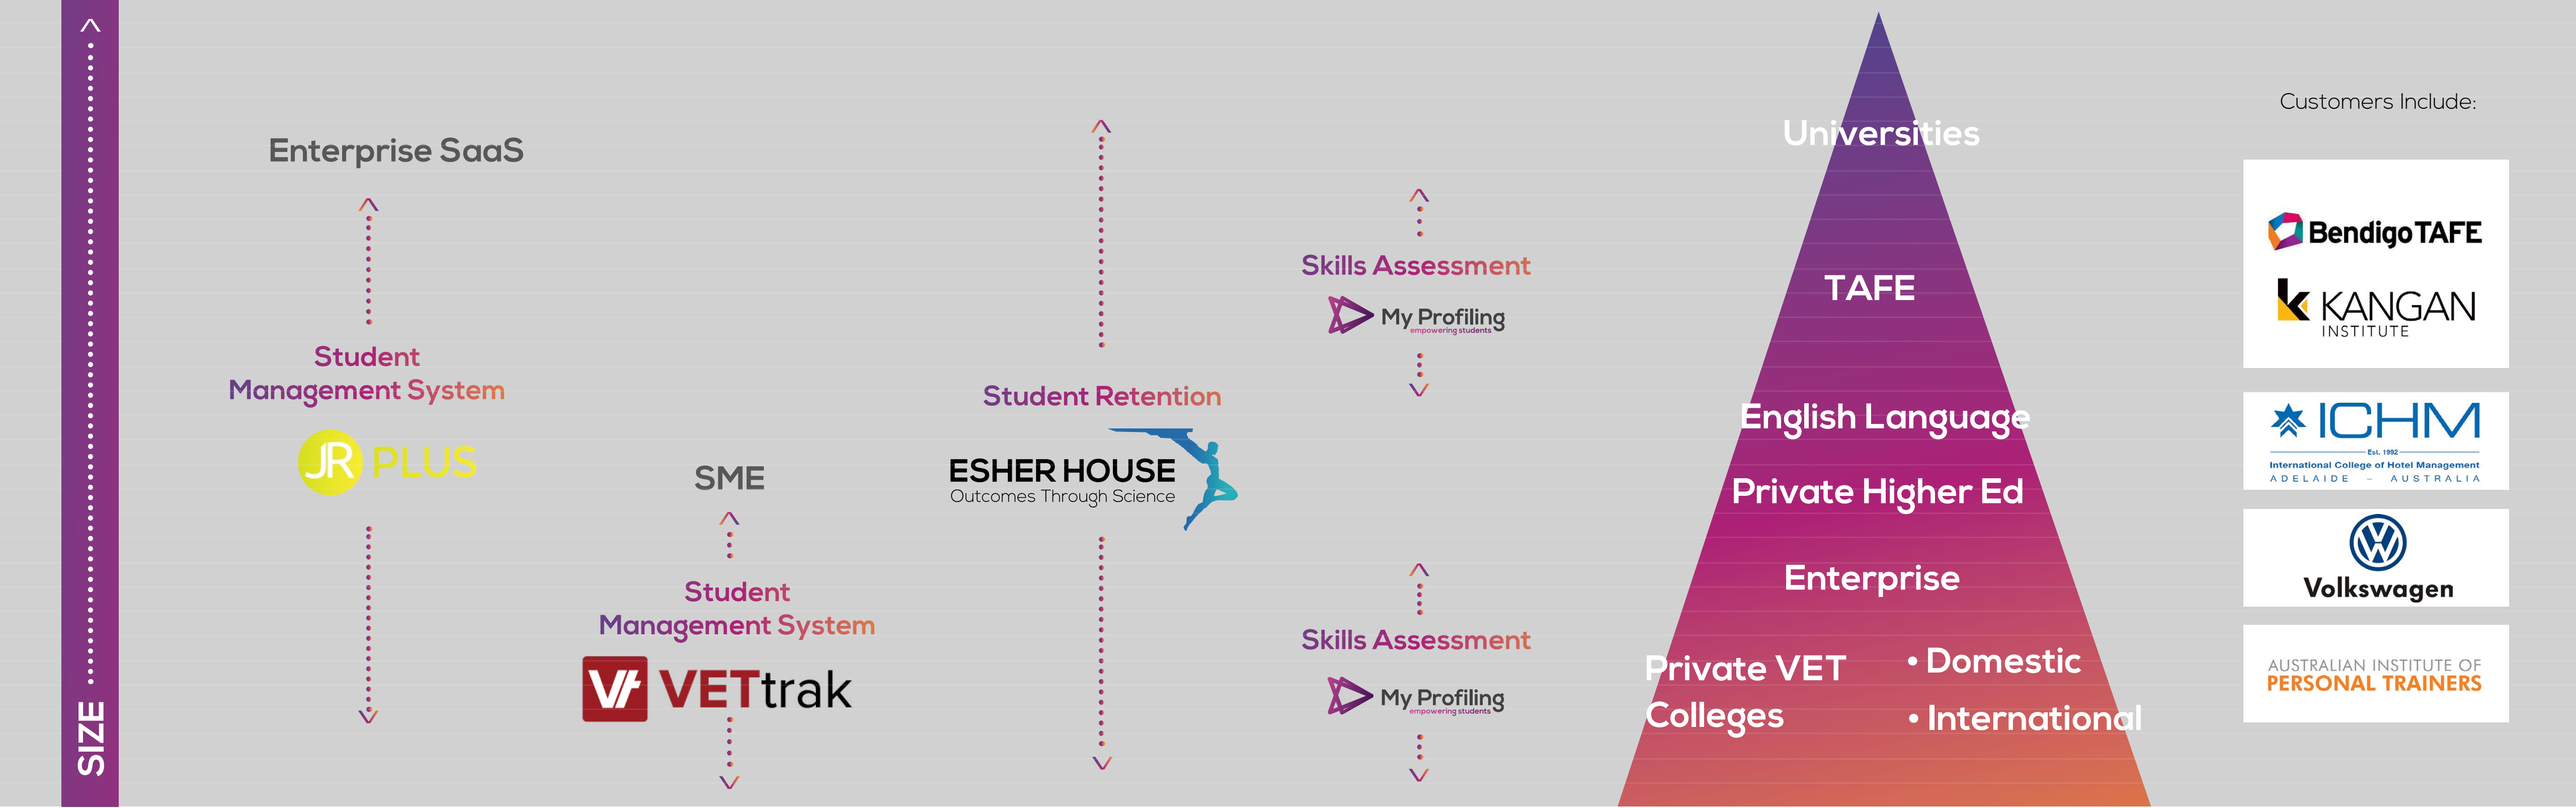 SIZE
Enterprise SaaS
Student
Management System
JR PLUS
SME
Student
Management System
Vt VETtrak
Student Retention
ESHER HOUSE
Outcomes Through Science
Skills Assessment
My Profiling
empowering students
Skills Assessment
My Profiling
empowering students
Universities
TAFE
English Language
Private Higher Ed
Enterprise
Private VET
Colleges
• Domestic
• International
Customers Include:
Bendigo TAFE
KANGAN
INSTITUTE
ICHM
Est. 1992
International College of Hotel Management
ADELAIDE – AUSTRALIA
Volkswagen
AUSTRALIAN INSTITUTE OF
PERSONAL TRAINERS